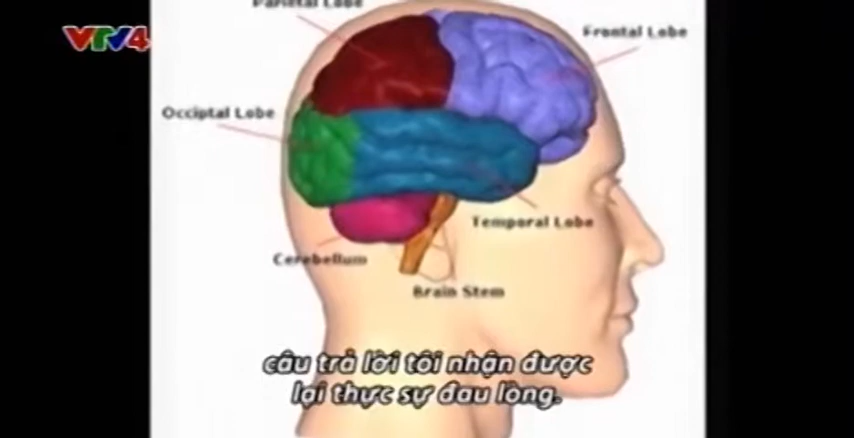 Parietal Lobe
VTV4
Frontal Lobe
Occiptal Lobe
Temporal Lobe
Cerebellum
Brain Stem
câu trả lời tôi nhận được
lại thực sự đau lòng.